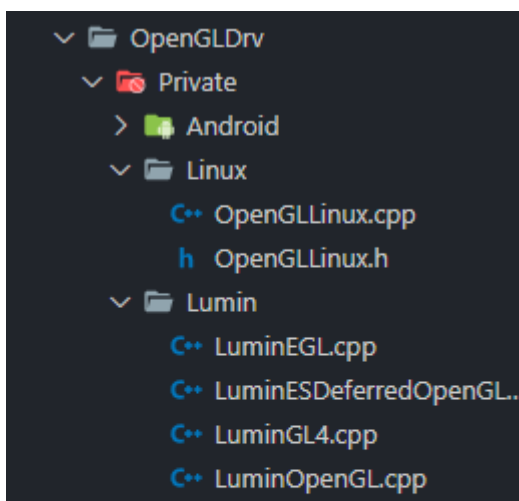 OpenGLDrv
Private
Android
Linux
C++ OpenGLLinux.cpp
h OpenGLLinux.h
Lumin
C++ LuminEGL.cpp
C++ LuminESDeferredOpenGL..
C++ LuminGL4.cpp
C++ LuminOpenGL.cpp